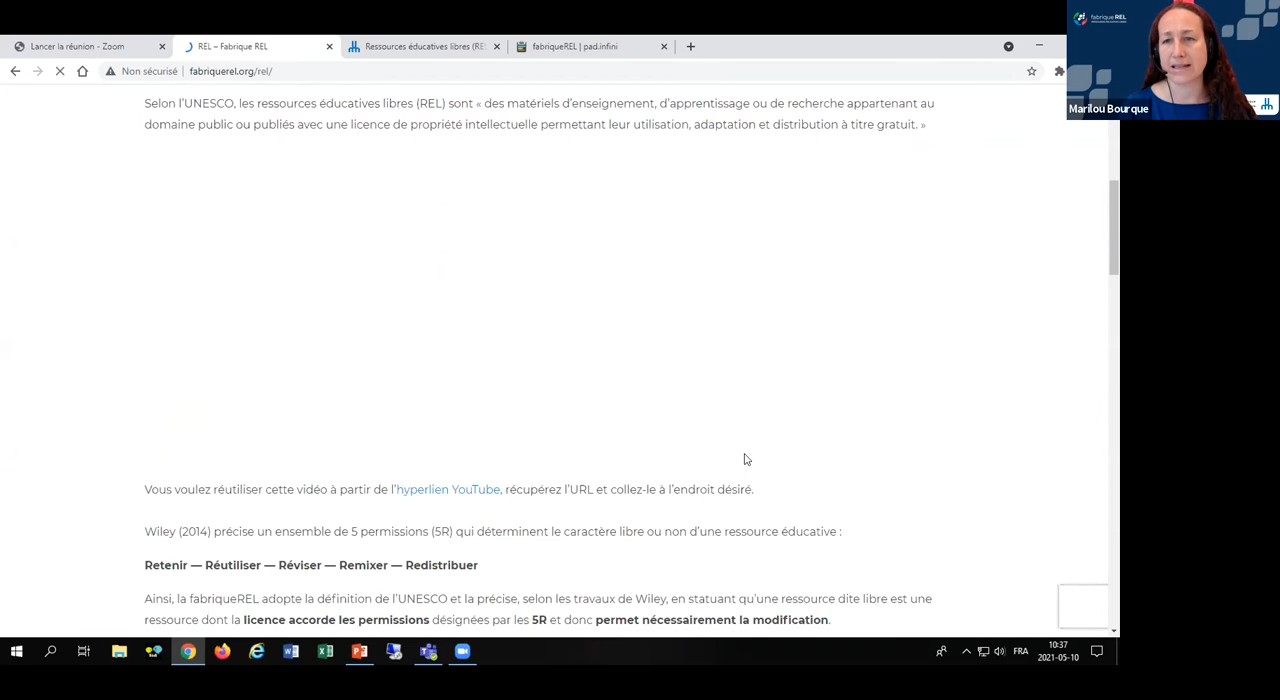 fabrique REL
Marilou Bourque
Lancer la réunion - Zoom
REL – Fabrique REL
Ressources éducatives libres (RE
fabriqueREL | pad.infini
Non sécurisé
fabriquerel.org/rel/
Selon l'UNESCO, les ressources éducatives libres (REL) sont « des matériels d'enseignement, d'apprentissage ou de recherche appartenant au
domaine public ou publiés avec une licence de propriété intellectuelle permettant leur utilisation, adaptation et distribution à titre gratuit. »
Vous voulez réutiliser cette vidéo à partir de l'hyperlien YouTube, récupérez l'URL et collez-le à l'endroit désiré.
Wiley (2014) précise un ensemble de 5 permissions (5R) qui déterminent le caractère libre ou non d'une ressource éducative :
Retenir — Réutiliser — Réviser — Remixer — Redistribuer
Ainsi, la fabriqueREL adopte la définition de l'UNESCO et la précise, selon les travaux de Wiley, en statuant qu'une ressource dite libre est une
ressource dont la licence accorde les permissions désignées par les 5R et donc permet nécessairement la modification.
FRA
10:37
2021-05-10